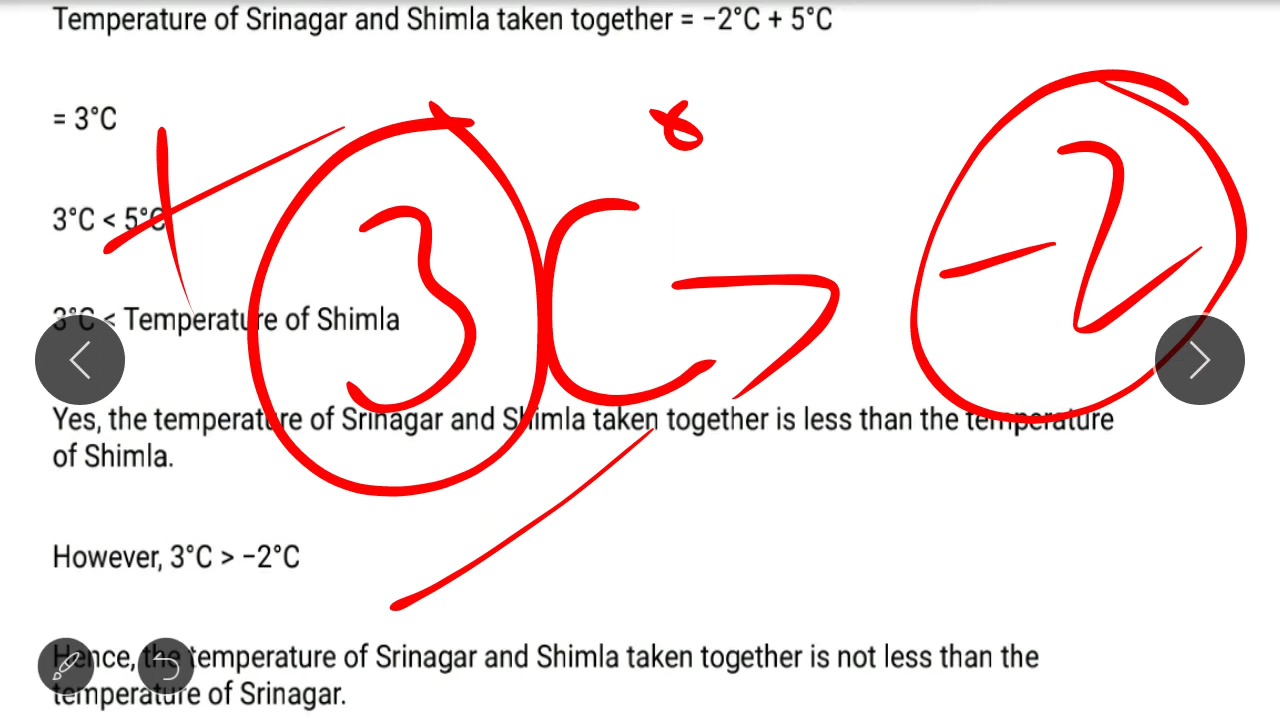 Temperature of Srinagar and Shimla taken together = −2°C + 5°C
= 3°C
3°C < 5°C
3°C < Temperature of Shimla
Yes, the temperature of Srinagar and Shimla taken together is less than the temperature
of Shimla.
However, 3°C > −2°C
Hence, the temperature of Srinagar and Shimla taken together is not less than the
temperature of Srinagar.
3°C > -2